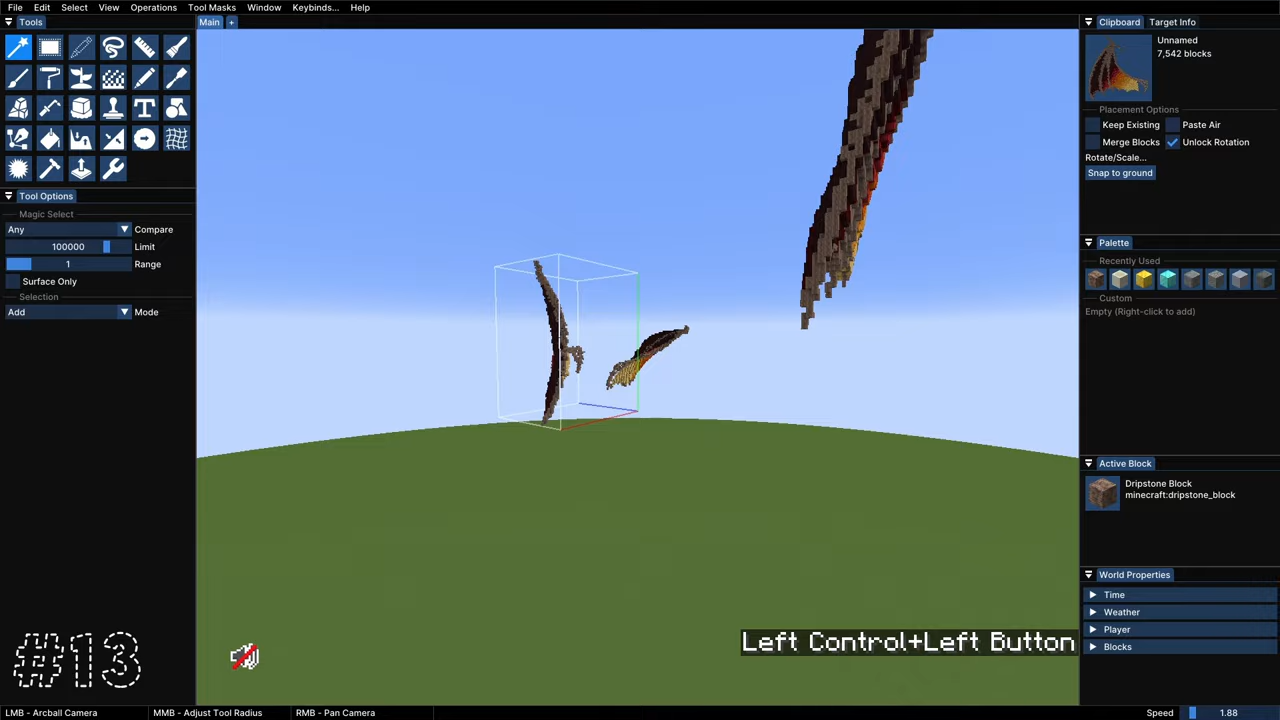 File Edit Select View Operations Tool Masks Window Keybinds... Help
Tools
Main +
Clipboard Target Info
Unnamed
7,542 blocks
Placement Options
Keep Existing Paste Air
Merge Blocks Unlock Rotation
Rotate/Scale...
Snap to ground
Tool Options
Magic Select
Any Compare
100000 Limit
1 Range
Surface Only
Selection
Add Mode
Palette
Recently Used
Custom
Empty (Right-click to add)
Active Block
Dripstone Block
minecraft:dripstone_block
World Properties
Time
Weather
Player
Blocks
#13
Left Control+Left Button
LMB - Arcball Camera MMB - Adjust Tool Radius RMB - Pan Camera Speed 1.88